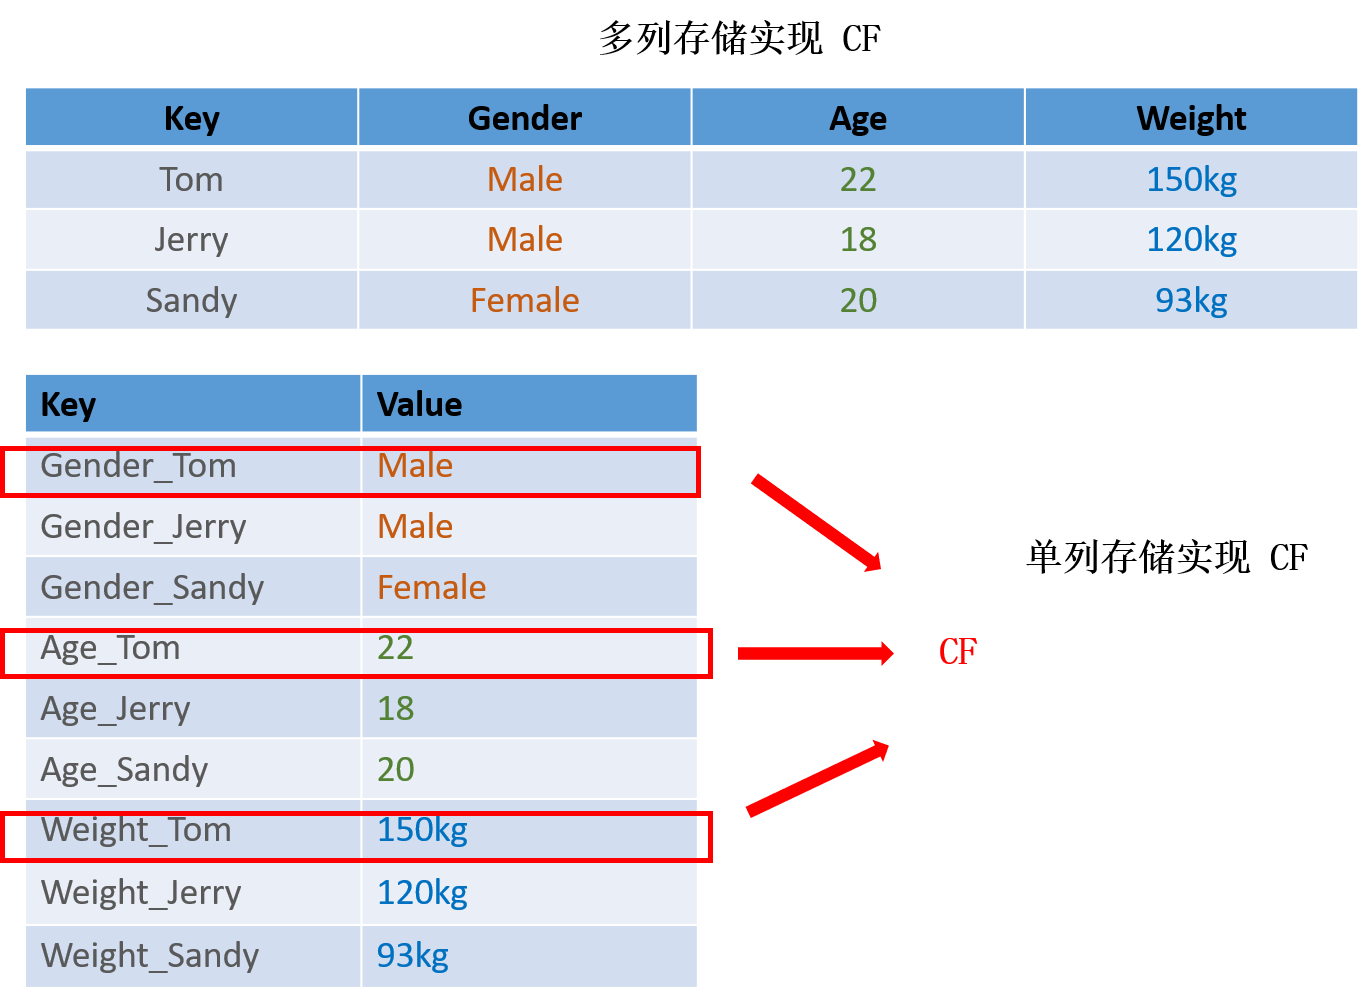 多列存储实现 CF
Key Gender Age Weight
Tom Male 22 150kg
Jerry Male 18 120kg
Sandy Female 20 93kg
Key Value
Gender_Tom Male
Gender_Jerry Male
Gender_Sandy Female
Age_Tom 22
Age_Jerry 18
Age_Sandy 20
Weight_Tom 150kg
Weight_Jerry 120kg
Weight_Sandy 93kg
单列存储实现 CF
CF